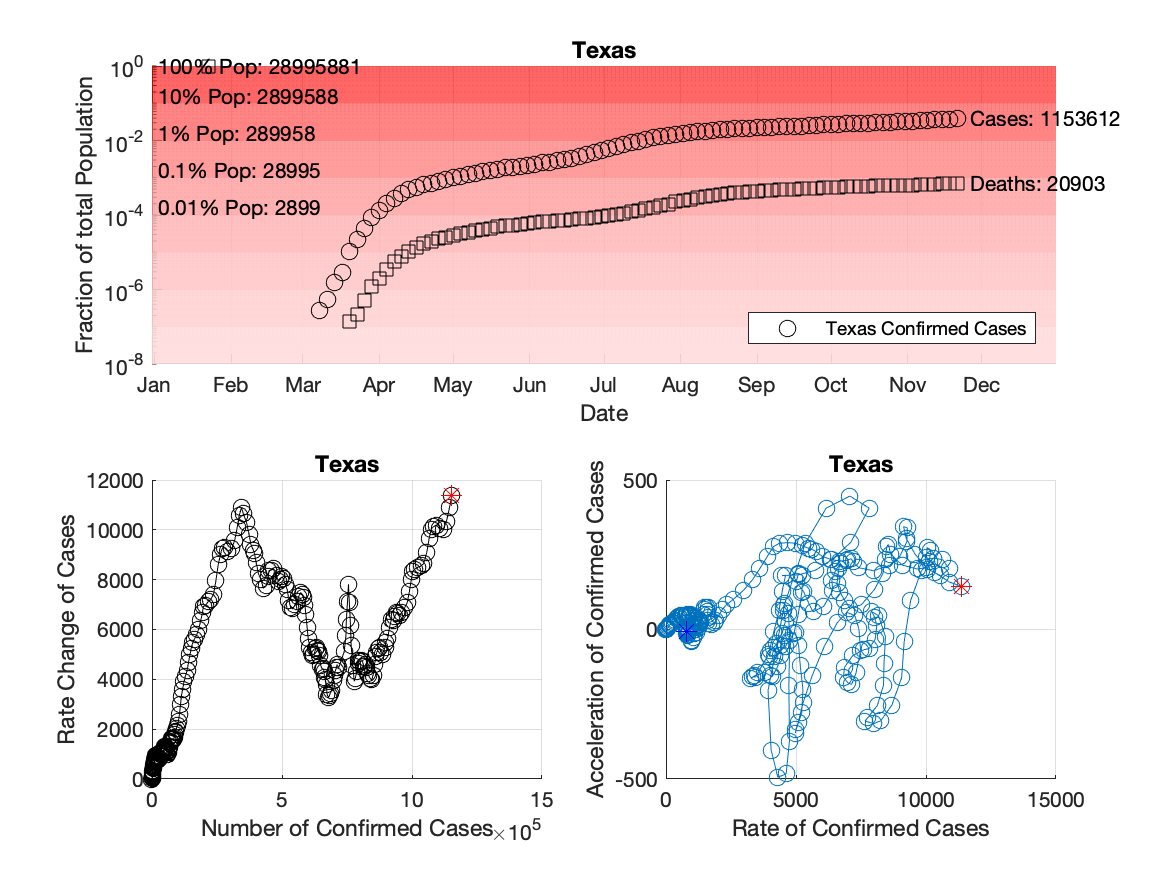 Texas
10^0
10^-2
10^-4
10^-6
10^-8
Fraction of total Population
100% Pop: 28995881
10% Pop: 2899588
1% Pop: 289958
0.1% Pop: 28995
0.01% Pop: 2899
Cases: 1153612
Deaths: 20903
Texas Confirmed Cases
Jan Feb Mar Apr May Jun Jul Aug Sep Oct Nov Dec
Date
Texas
12000
10000
8000
6000
4000
2000
0
Rate Change of Cases
0 5 10 15
Number of Confirmed Cases ×10^5
Texas
500
0
-500
Acceleration of Confirmed Cases
0 5000 10000 15000
Rate of Confirmed Cases